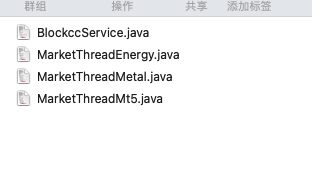 群组 操作 共享 添加标签
BlockccService.java
MarketThreadEnergy.java
MarketThreadMetal.java
MarketThreadMt5.java